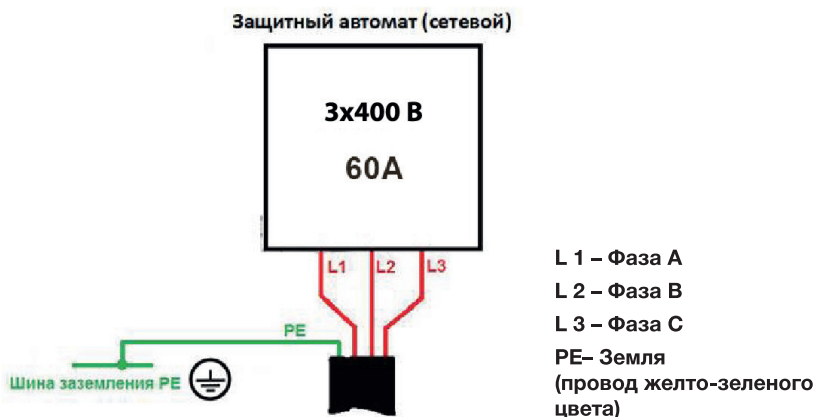 Защитный автомат (сетевой)
3x400 В
60А
L1
L2
L3
PE
Шина заземления PE
L 1 – Фаза А
L 2 – Фаза В
L 3 – Фаза С
PE– Земля
(провод желто-зеленого
цвета)